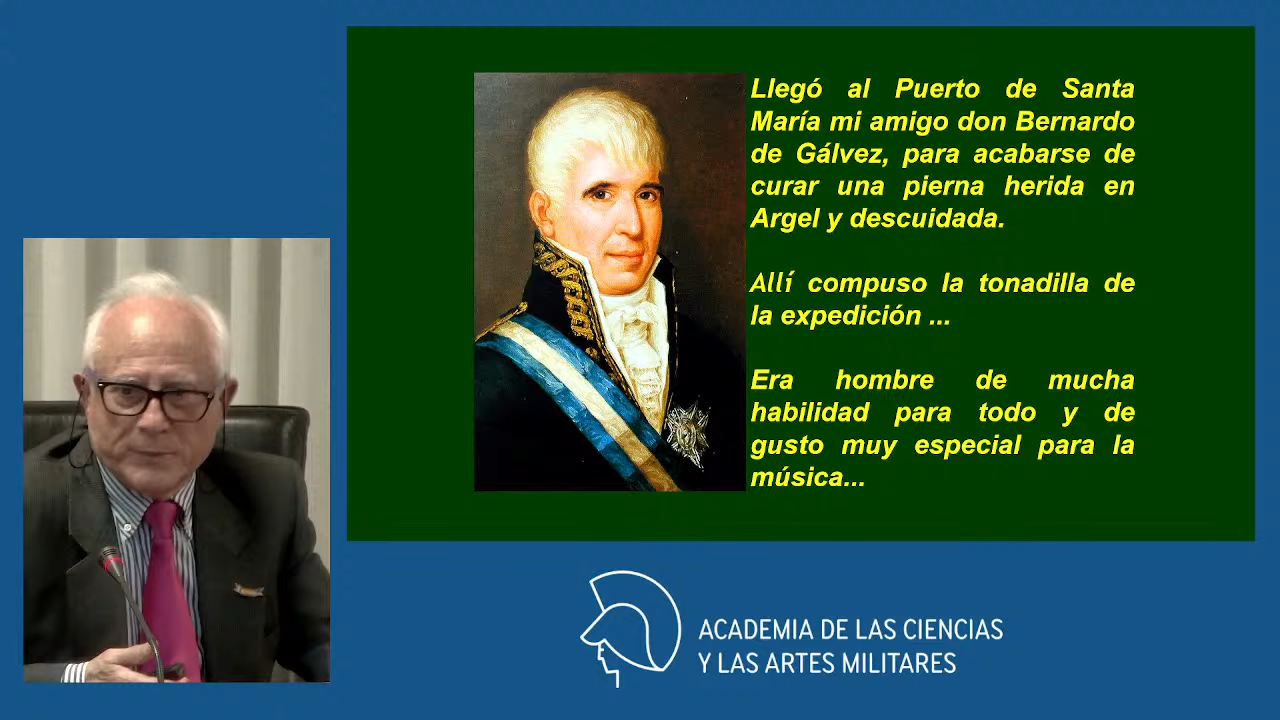 Llegó al Puerto de Santa
María mi amigo don Bernardo
de Gálvez, para acabarse de
curar una pierna herida en
Argel y descuidada.
Allí compuso la tonadilla de
la expedición ...
Era hombre de mucha
habilidad para todo y de
gusto muy especial para la
música...
ACADEMIA DE LAS CIENCIAS
Y LAS ARTES MILITARES